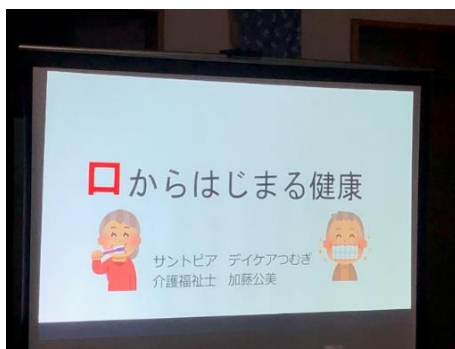 口からはじまる健康
サントピア　デイケアつむぎ
介護福祉士　加藤公美